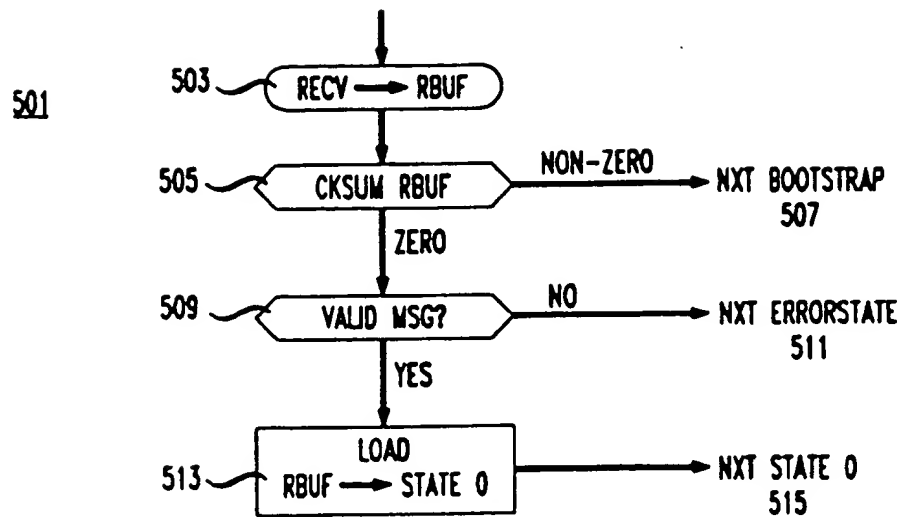 501
503
RECV → RBUF
505
CKSUM RBUF
NON-ZERO
NXT BOOTSTRAP
507
ZERO
509
VALID MSG?
NO
NXT ERRORSTATE
511
YES
513
LOAD
RBUF → STATE 0
NXT STATE 0
515